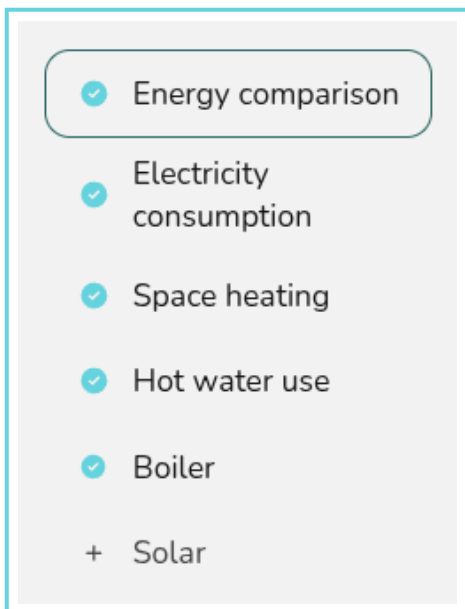 Energy comparison
Electricity
consumption
Space heating
Hot water use
Boiler
+ Solar